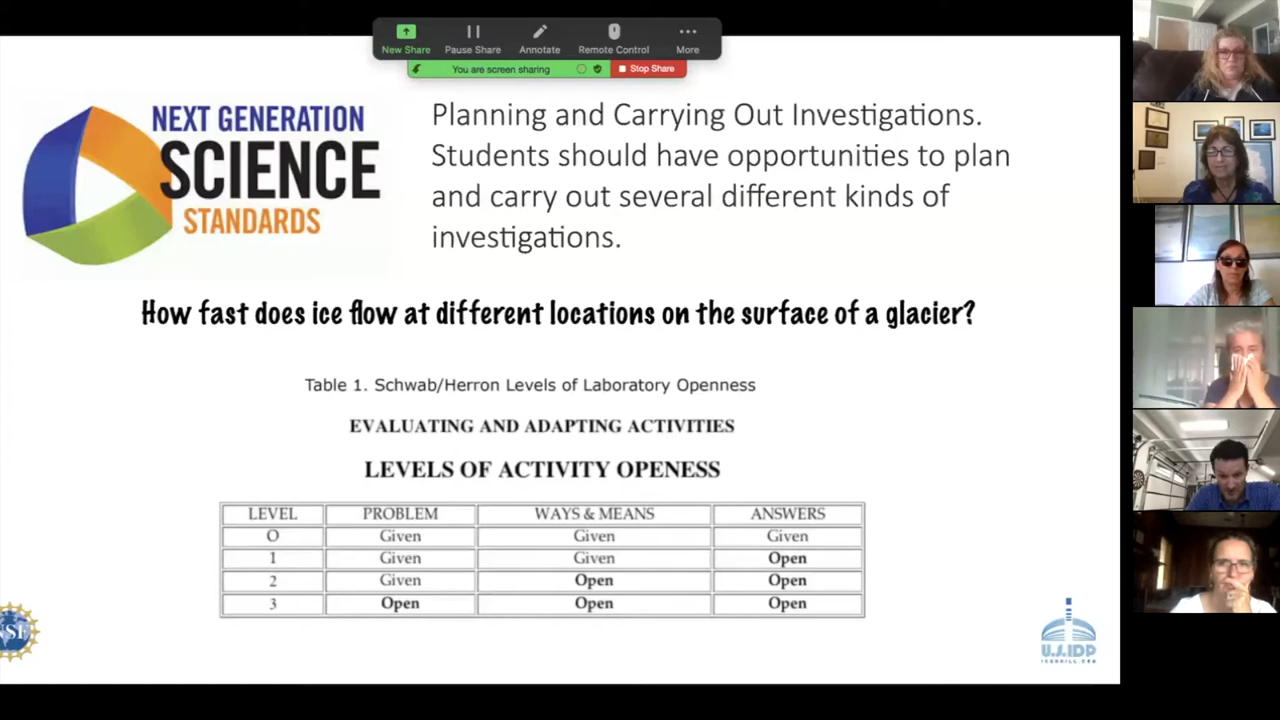 New Share
Pause Share
Annotate
Remote Control
More
You are screen sharing
Stop Share
NEXT GENERATION
SCIENCE
STANDARDS
Planning and Carrying Out Investigations.
Students should have opportunities to plan
and carry out several different kinds of
investigations.
How fast does ice flow at different locations on the surface of a glacier?
Table 1. Schwab/Herron Levels of Laboratory Openness
EVALUATING AND ADAPTING ACTIVITIES
LEVELS OF ACTIVITY OPENESS
LEVEL PROBLEM WAYS & MEANS ANSWERS
O Given Given Given
1 Given Given Open
2 Given Open Open
3 Open Open Open
NSF
U.S.IDP
ICEDRILL.ORG